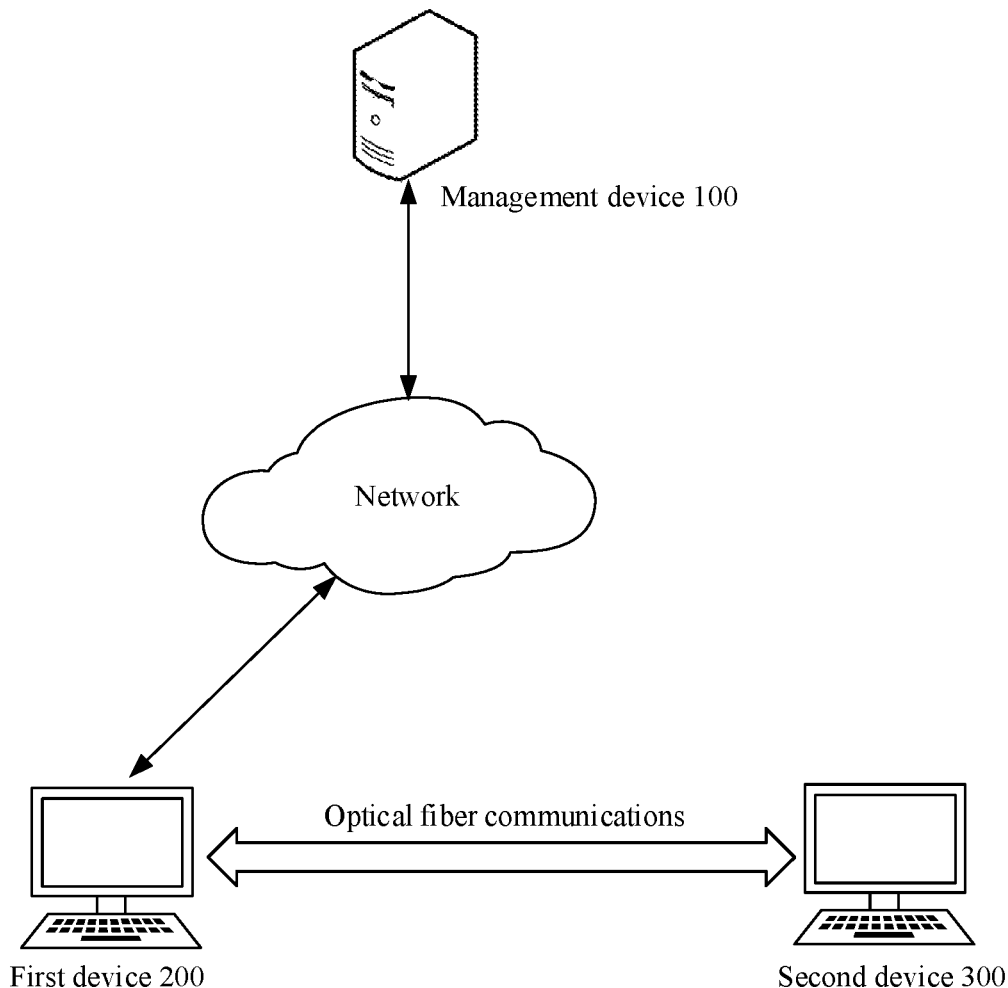 Management device 100
Network
Optical fiber communications
First device 200
Second device 300